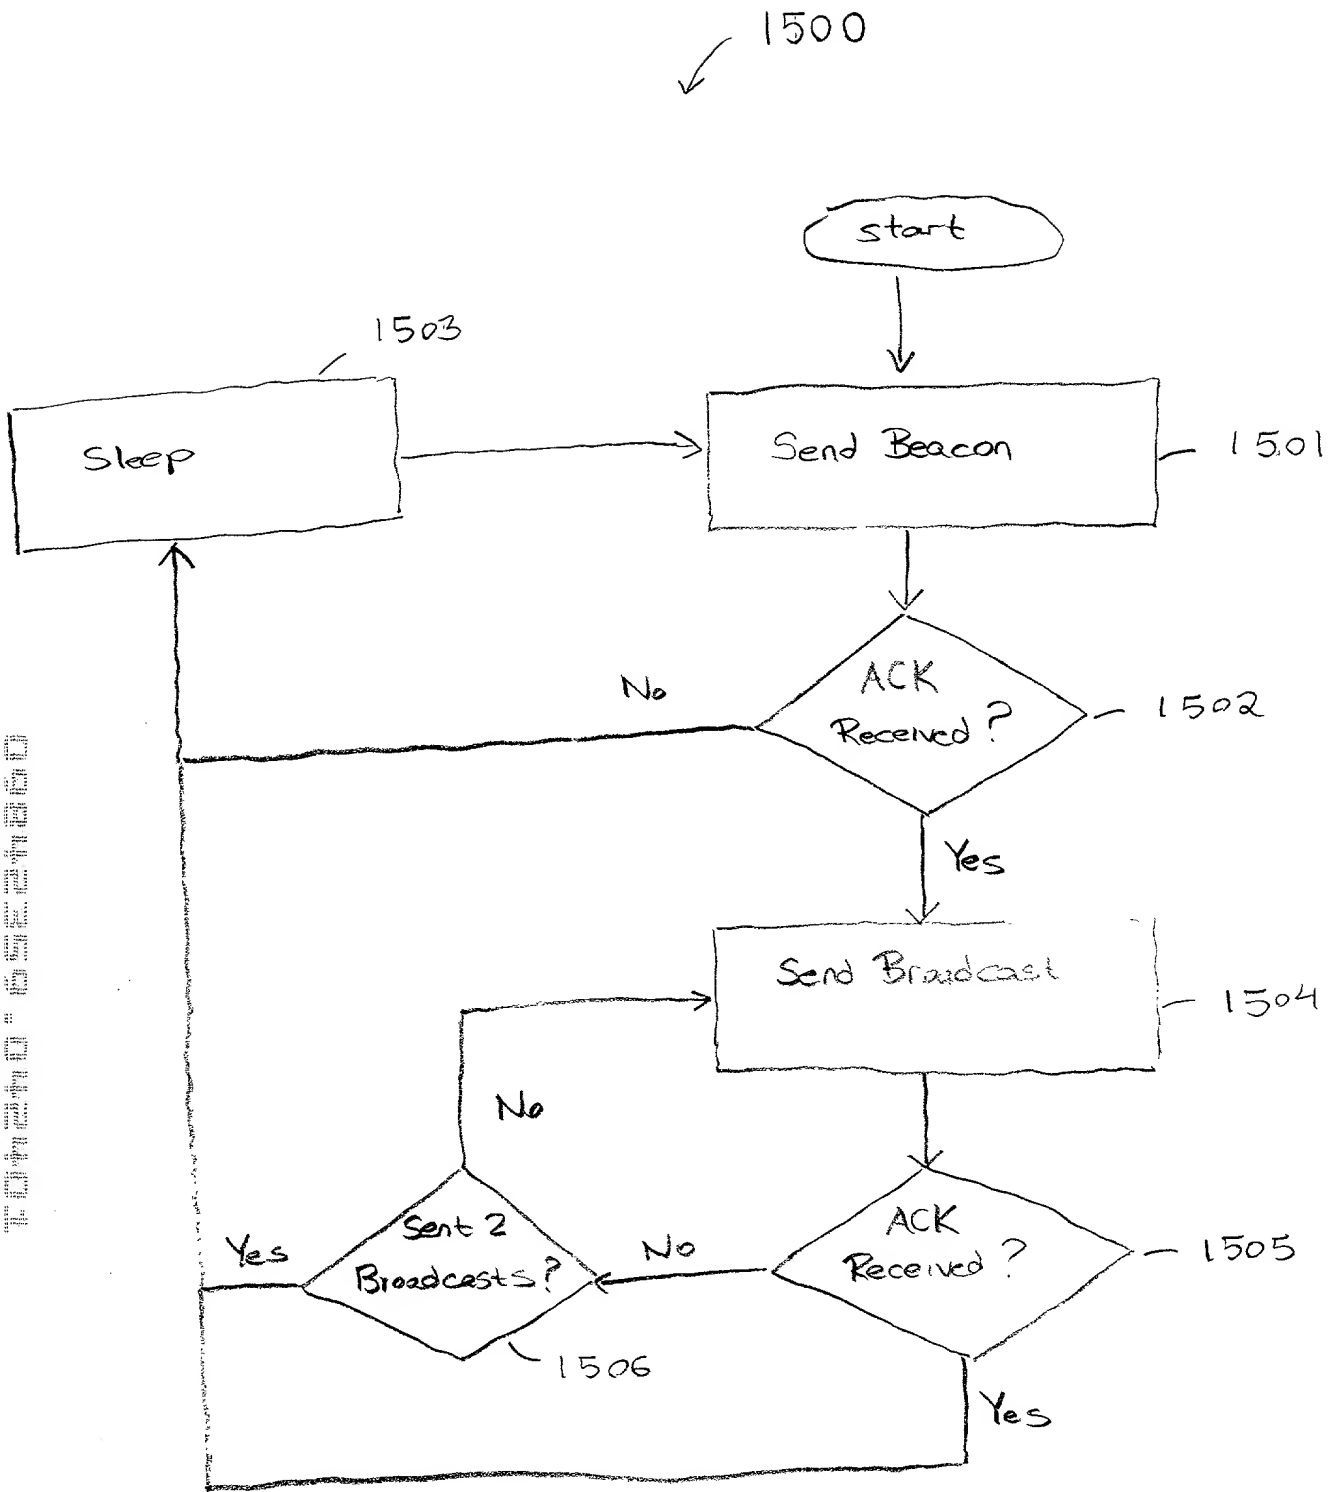 1500
start
1503
Sleep
Send Beacon
1501
ACK
Received?
1502
No
Yes
Send Broadcast
1504
No
ACK
Received?
1505
No
Sent 2
Broadcasts?
Yes
1506
Yes